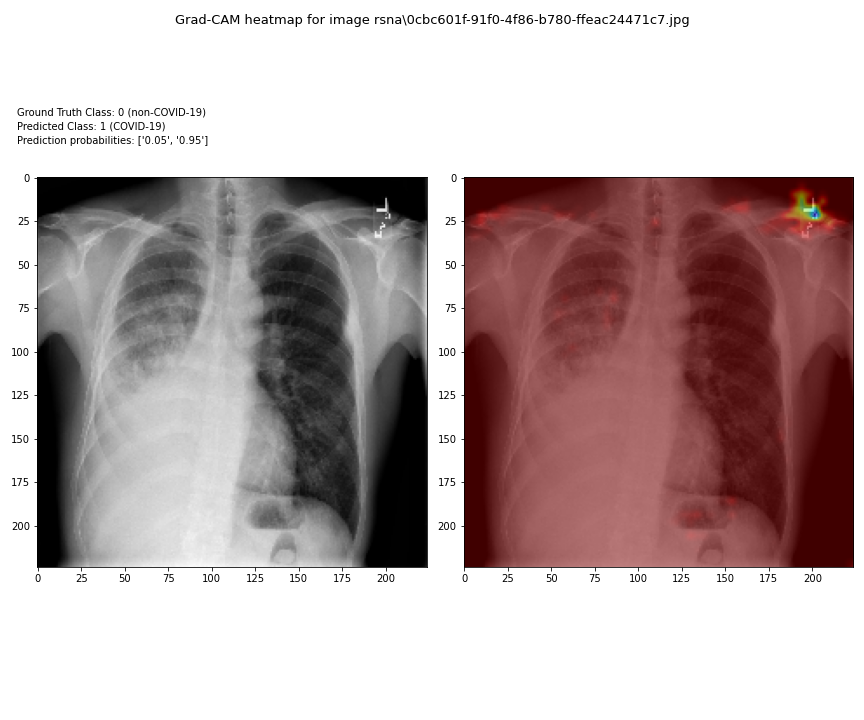 Grad-CAM heatmap for image rsna\0cbc601f-91f0-4f86-b780-ffeac24471c7.jpg
Ground Truth Class: 0 (non-COVID-19)
Predicted Class: 1 (COVID-19)
Prediction probabilities: ['0.05', '0.95']
0
25
50
75
100
125
150
175
200
0 25 50 75 100 125 150 175 200
L
0
25
50
75
100
125
150
175
200
0 25 50 75 100 125 150 175 200
L